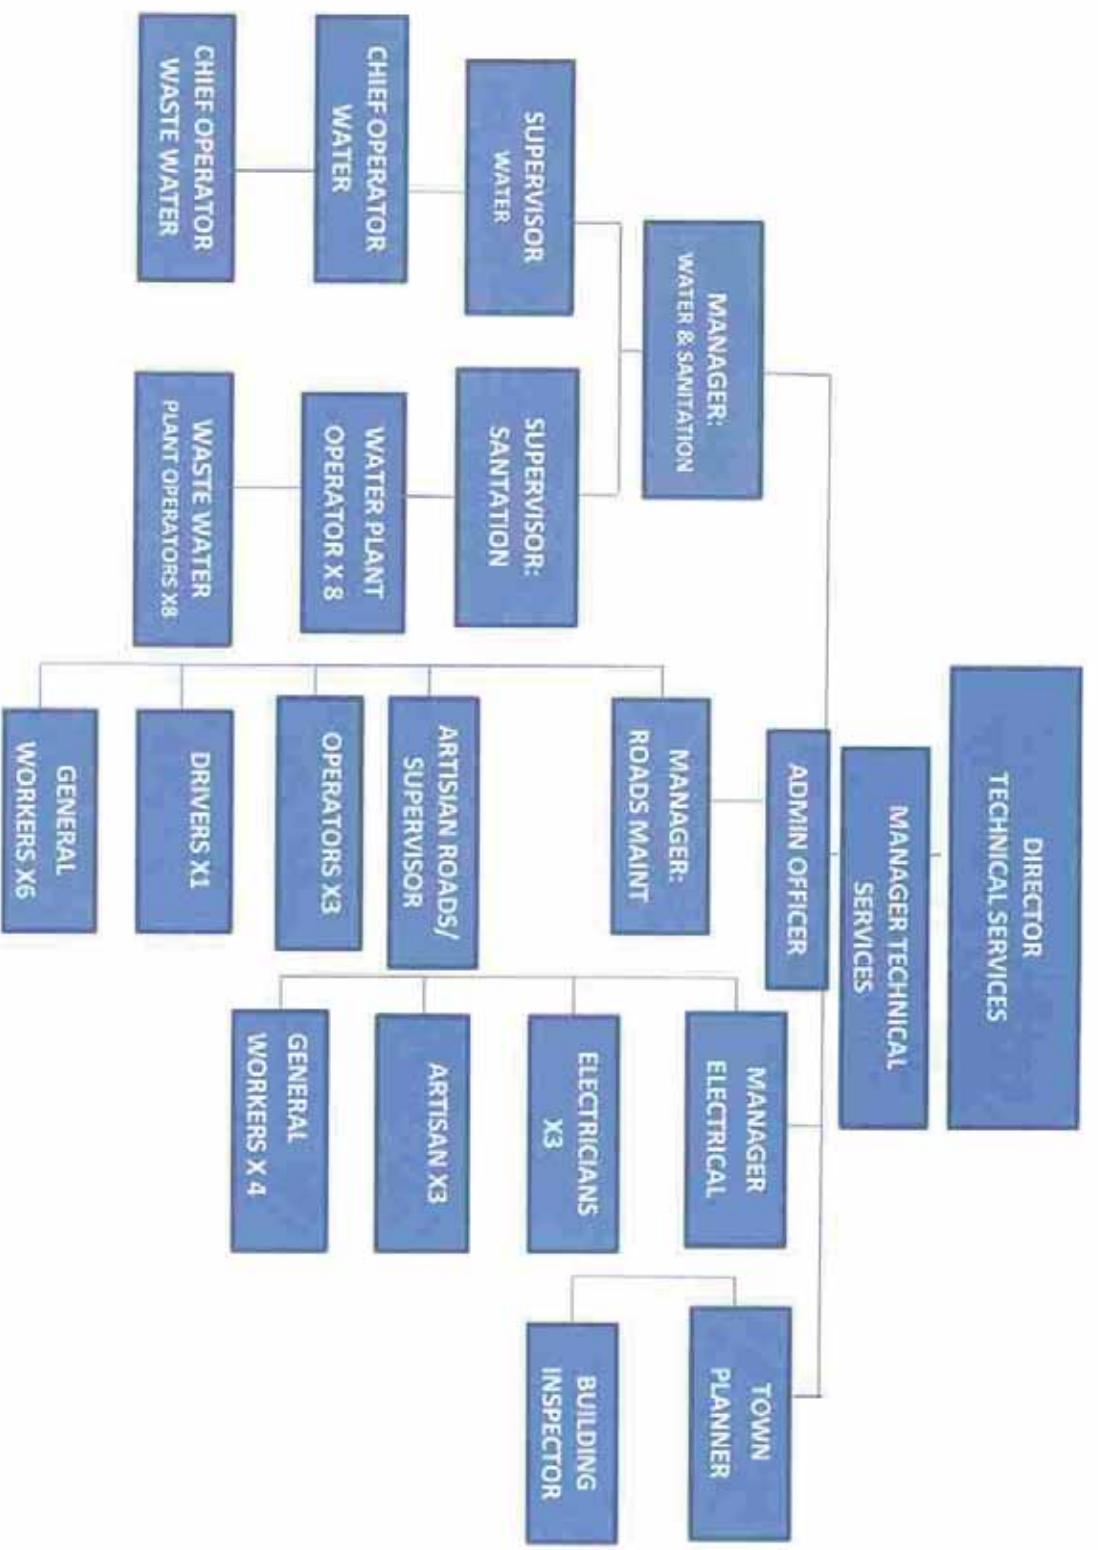 DIRECTOR
TECHNICAL SERVICES
MANAGER TECHNICAL
SERVICES
ADMIN OFFICER
MANAGER:
WATER & SANITATION
SUPERVISOR
WATER
CHIEF OPERATOR
WATER
CHIEF OPERATOR
WASTE WATER
SUPERVISOR:
SANTATION
WATER PLANT
OPERATOR X 8
WASTE WATER
PLANT OPERATORS X8
MANAGER:
ROADS MAINT
ARTISIAN ROADS/
SUPERVISOR
OPERATORS X3
DRIVERS X1
GENERAL
WORKERS X6
MANAGER
ELECTRICAL
ELECTRICIANS
X3
ARTISAN X3
GENERAL
WORKERS X 4
TOWN
PLANNER
BUILDING
INSPECTOR